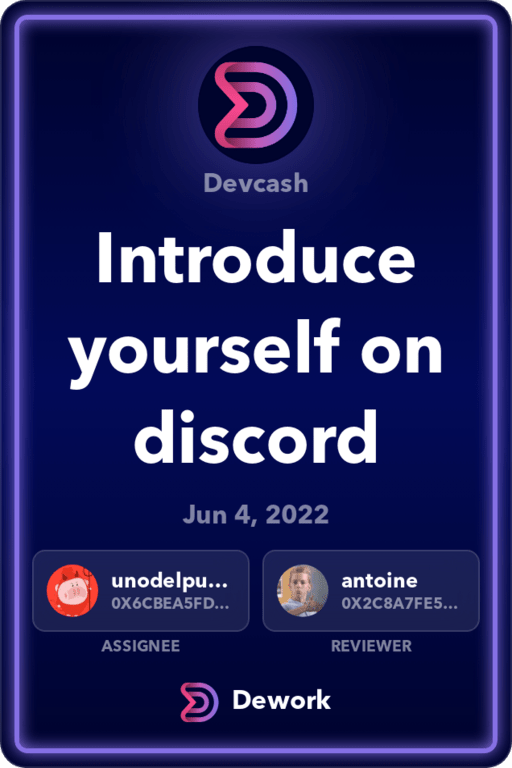 Devcash
Introduce
yourself on
discord
Jun 4, 2022
unodelpu...
0X6CBEA5FD...
antoine
0X2C8A7FE5...
ASSIGNEE
REVIEWER
Dework